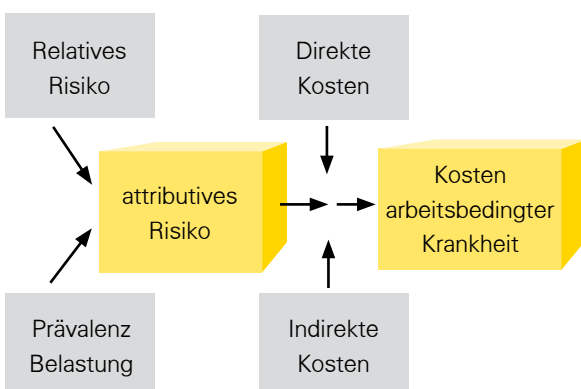 Relatives
Risiko
Direkte
Kosten
attributives
Risiko
Kosten
arbeitsbedingter
Krankheit
Prävalenz
Belastung
Indirekte
Kosten